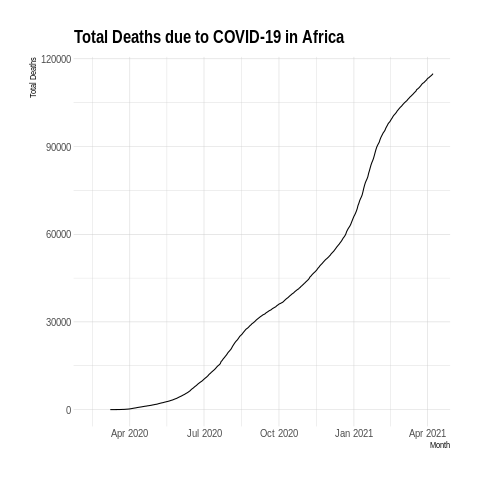 Total Deaths due to COVID-19 in Africa
Total Deaths
120000
90000
60000
30000
0
Apr 2020 Jul 2020 Oct 2020 Jan 2021 Apr 2021
Month